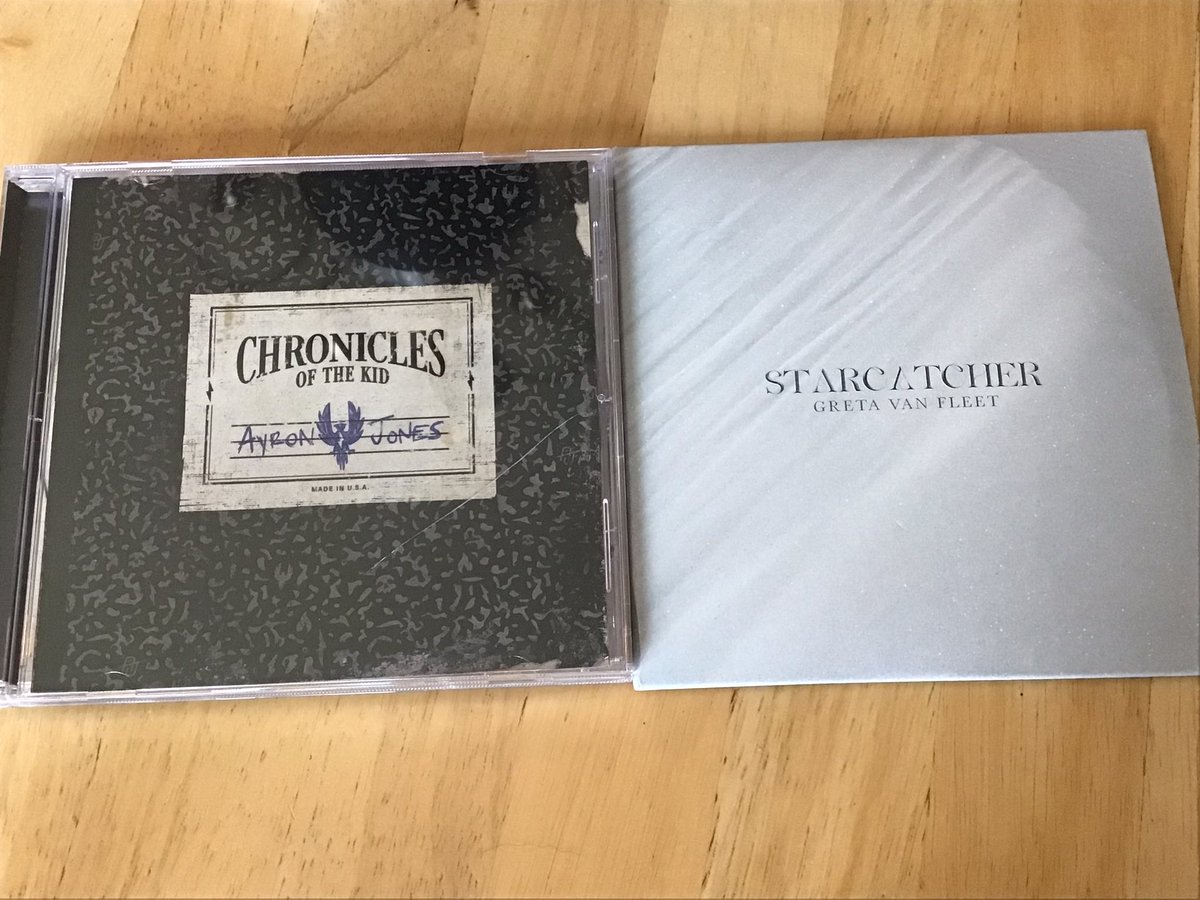 CHRONICLES
OF THE KID
AYRON JONES
MADE IN U.S.A.
STARCATCHER
GRETA VAN FLEET